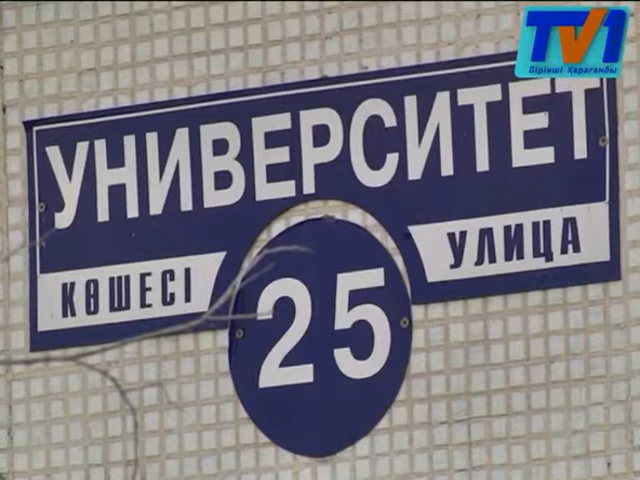 TV1
Бірінші Қарағанды
УНИВЕРСИТЕТ
КӨШЕСІ
УЛИЦА
25